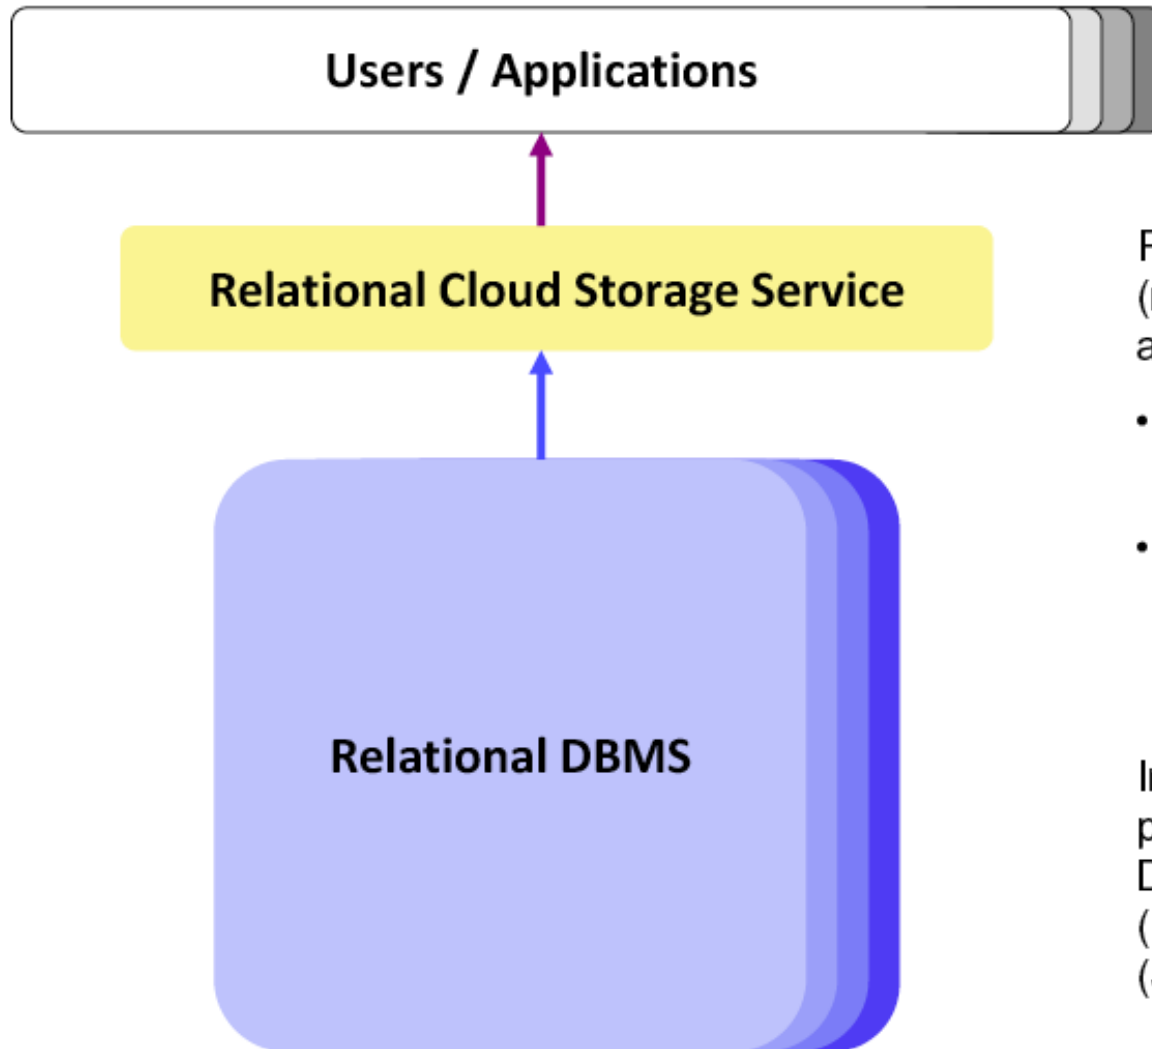 Users / Applications
Relational Cloud Storage Service
Relational DBMS